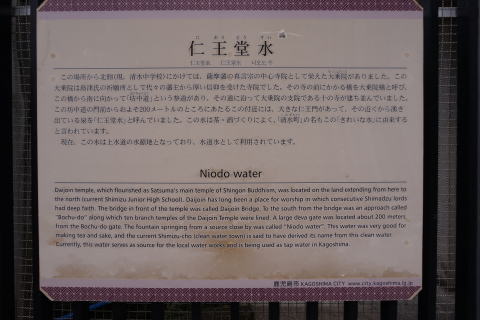 仁王堂水
この場所から北側(現、清水中学校)にかけては、薩摩藩の真言宗の中心寺院として栄えた大乗院がありました。この
大乗院は島津氏の祈願所として代々の藩主から厚い信仰を受けた寺院でした。その寺の前にかかる橋を大乗院橋と呼び、
この橋から南に向かって「坊中道」という参道があり、その道に沿って大乗院の支院である十の寺が建ち並んでいました。
この坊中道の門前からおよそ200メートルのところにあたるこの付近には、大きな仁王門があって、その近くから湧き
出ている泉を「仁王堂水」と呼んでいました。この水は茶・酒づくりによく、「清水町」の名もこの「きれいな水」に由来する
と言われています。
現在、この水は上水道の水源地となっており、水道水として利用されています。
Niodo water
Daijoin temple, which flourished as Satsuma's main temple of Shingon Buddhism, was located on the land extending from here to
the north (current Shimizu Junior High School). Daijoin has long been a place for worship in which consecutive Shimadzu lords
had deep faith. The bridge in front of the temple was called Daijoin Bridge. To the south from the bridge was an approach called
"Bochu-do" along which ten branch temples of the Daijoin Temple were lined. A large deva gate was located about 200 meters
from the Bochu-do gate. The fountain springing from a source close by was called "Niodo water". This water was very good for
making tea and sake, and the current Shimizu-cho (clean water town) is said to have derived its name from this clean water.
Currently, this water serves as source for the local water works and is being used as tap water in Kagoshima.
鹿児島市 KAGOSHIMA CITY www.city.kagoshima.lg.jp